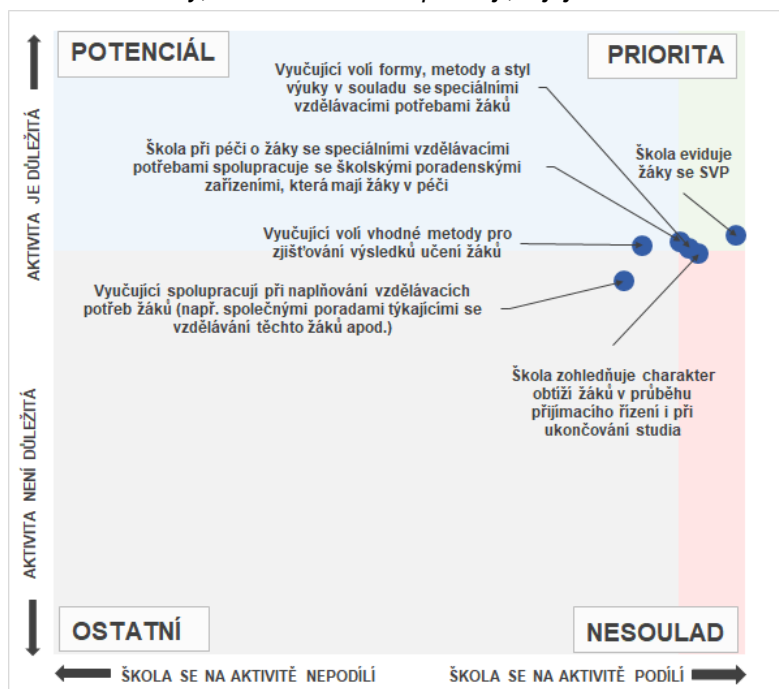 POTENCIÁL
PRIORITA
Vyučující volí formy, metody a styl
výuky v souladu se speciálními
vzdělávacími potřebami žáků
Škola při péči o žáky se speciálními vzdělávacími
potřebami spolupracuje se školskými poradenskými
zařízeními, která mají žáky v péči
Škola eviduje
žáky se SVP
Vyučující volí vhodné metody pro
zjišťování výsledků učení žáků
Vyučující spolupracují při naplňování vzdělávacích
potřeb žáků (např. společnými poradami týkajícími se
vzdělávání těchto žáků apod.)
Škola zohledňuje charakter
obtíží žáků v průběhu
přijímacího řízení i při
ukončování studia
AKTIVITA JE DŮLEŽITÁ
AKTIVITA NENÍ DŮLEŽITÁ
OSTATNÍ
NESOULAD
ŠKOLA SE NA AKTIVITĚ NEPODÍLÍ
ŠKOLA SE NA AKTIVITĚ PODÍLÍ